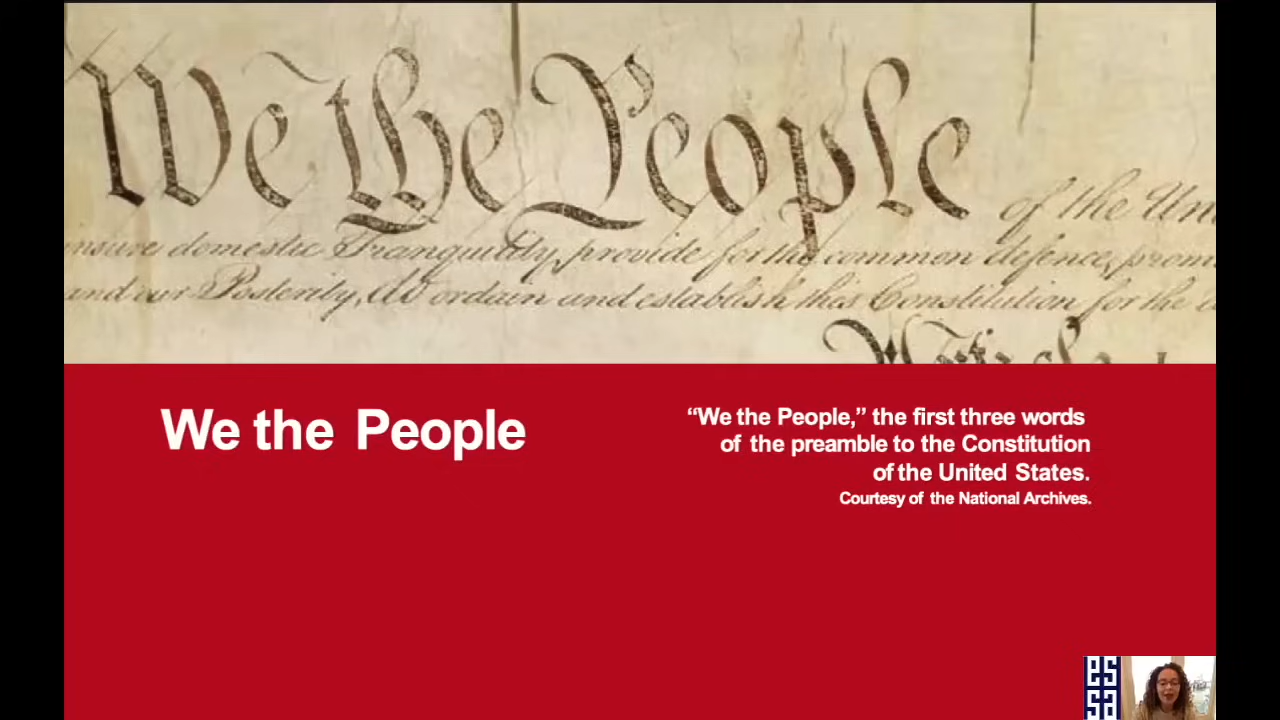 We the People of the Un
nsure domestic Tranquility, provide for the common defence, prom
and our Posterity, do ordain and establish this Constitution for the
We the People
“We the People,” the first three words
of the preamble to the Constitution
of the United States.
Courtesy of the National Archives.